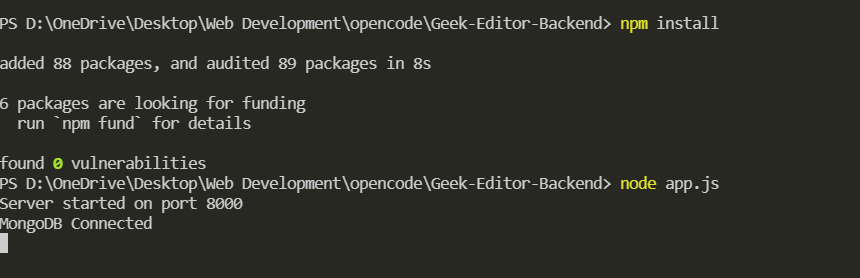 PS D:\OneDrive\Desktop\Web Development\opencode\Geek-Editor-Backend> npm install
added 88 packages, and audited 89 packages in 8s
6 packages are looking for funding
  run `npm fund` for details
found 0 vulnerabilities
PS D:\OneDrive\Desktop\Web Development\opencode\Geek-Editor-Backend> node app.js
Server started on port 8000
MongoDB Connected